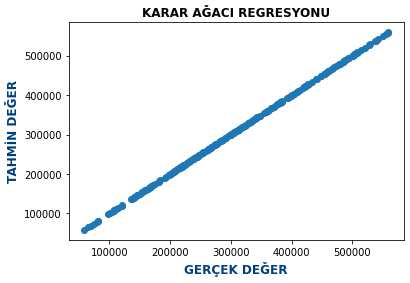 KARAR AĞACI REGRESYONU
TAHMİN DEĞER
500000
400000
300000
200000
100000
100000 200000 300000 400000 500000
GERÇEK DEĞER